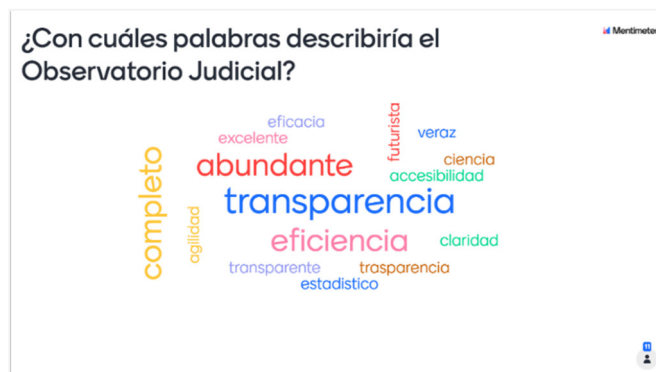 ¿Con cuáles palabras describiría el
Observatorio Judicial?
Mentimeter
eficacia
excelente
futurista
veraz
abundante
ciencia
accesibilidad
completo
transparencia
agilidad
eficiencia
claridad
transparente
trasparencia
estadistico
11